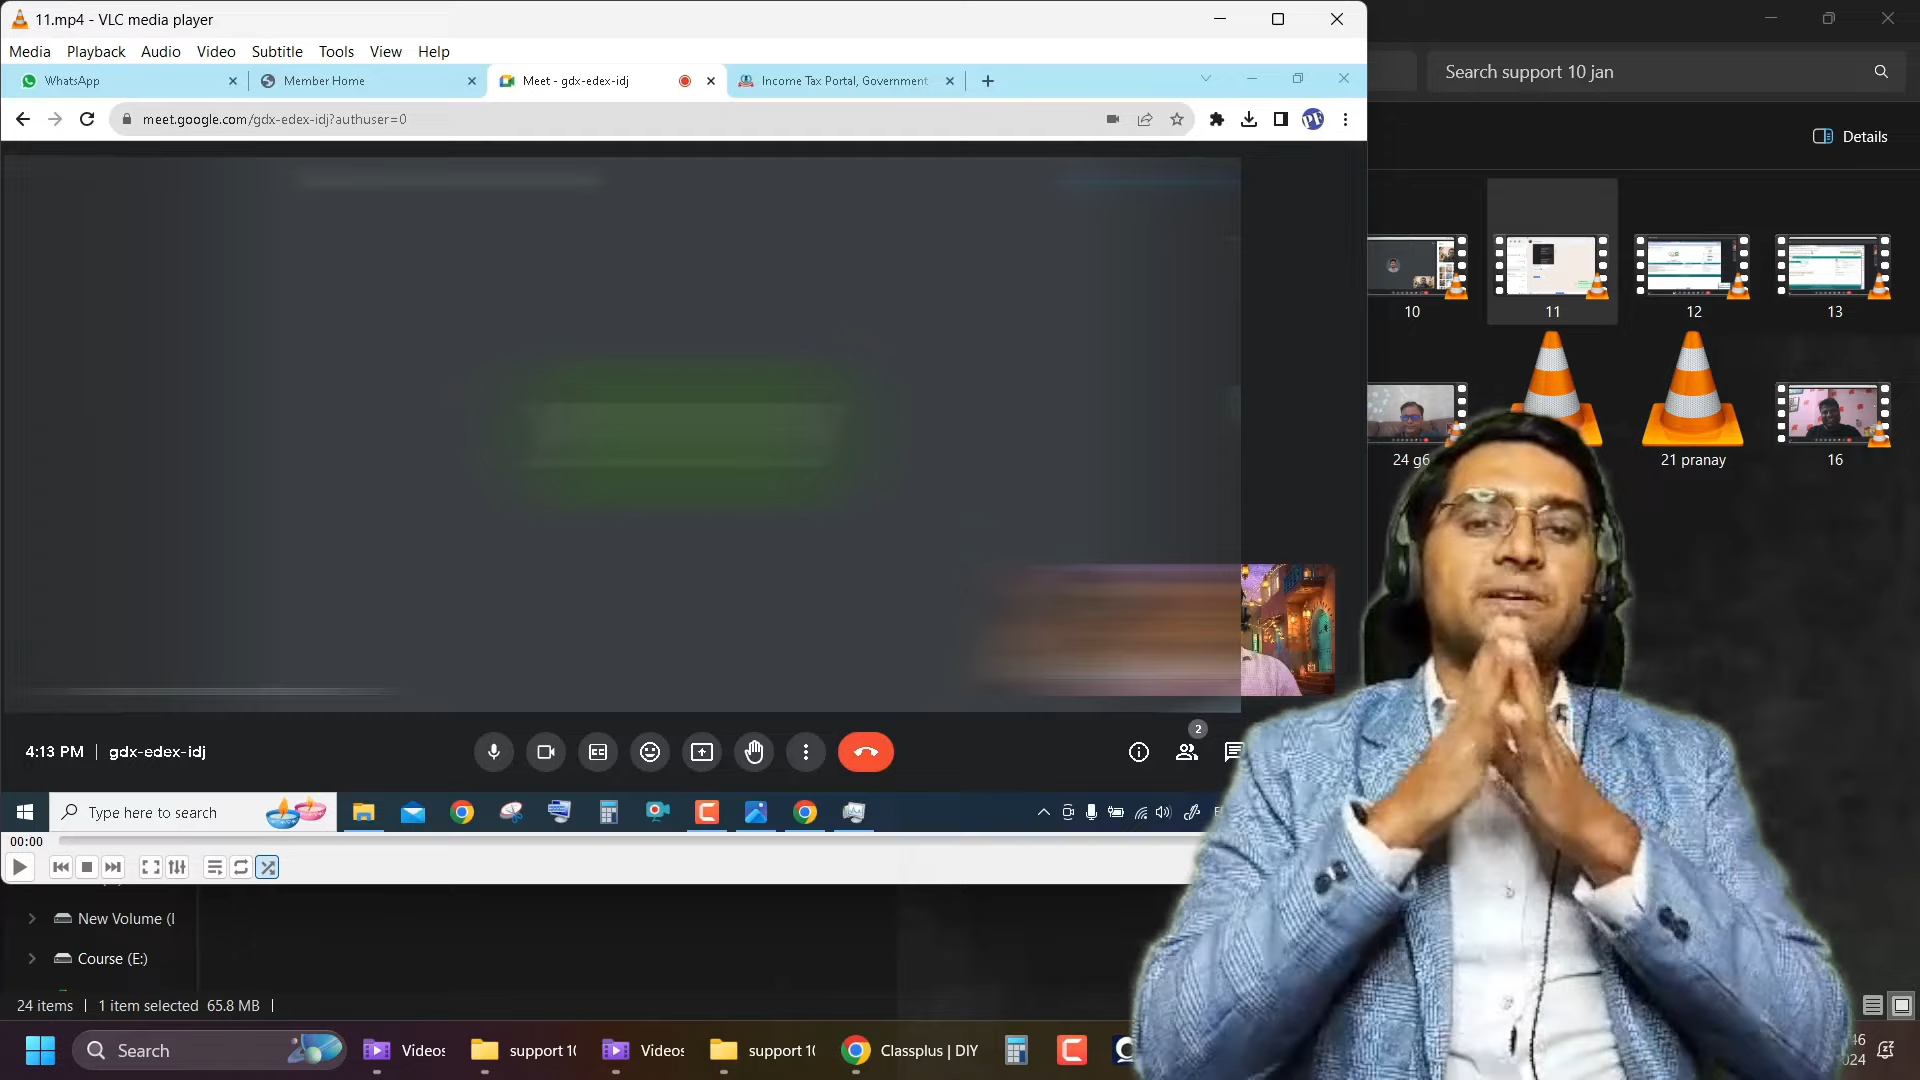 11.mp4 - VLC media player
Media Playback Audio Video Subtitle Tools View Help
WhatsApp
Member Home
Meet - gdx-edex-idj
Income Tax Portal, Government
meet.google.com/gdx-edex-idj?authuser=0
Search support 10 jan
Details
10
11
12
13
24 g6
21 pranay
16
4:13 PM | gdx-edex-idj
2
Type here to search
00:00
New Volume (I
Course (E:)
24 items | 1 item selected 65.8 MB |
Search
Videos
support 10
Videos
support 10
Classplus | DIY
46
024